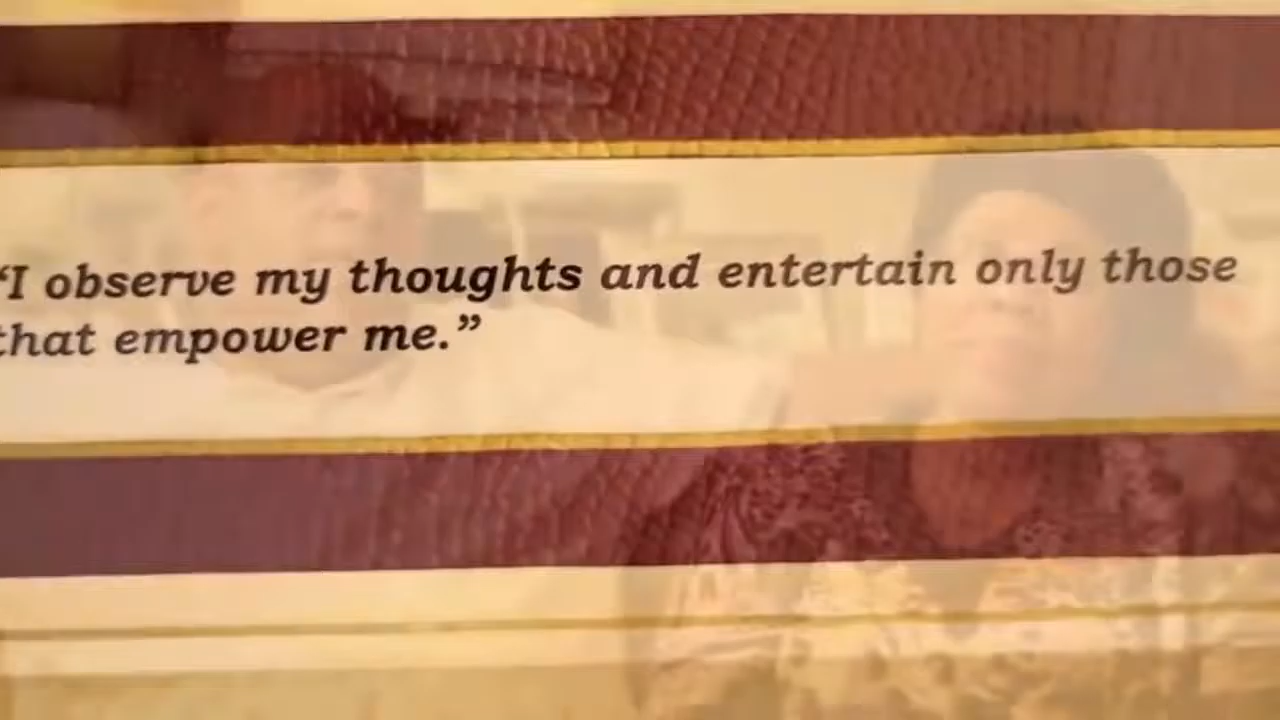 “I observe my thoughts and entertain only those
that empower me.”